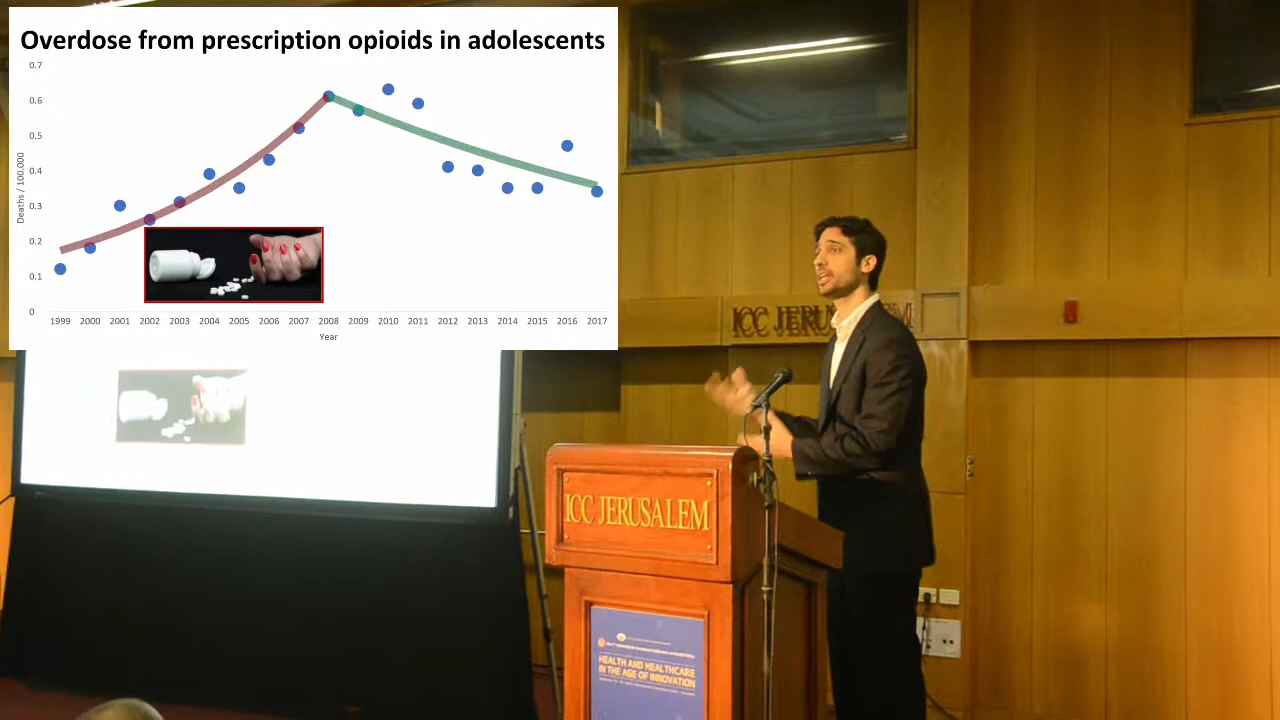 Overdose from prescription opioids in adolescents
0.7
0.6
0.5
0.4
0.3
0.2
0.1
0
Deaths / 100.000
1999 2000 2001 2002 2003 2004 2005 2006 2007 2008 2009 2010 2011 2012 2013 2014 2015 2016 2017
Year
ICC JERUSALEM
ICC JERUSALEM
HEALTH AND HEALTHCARE
IN THE AGE OF INNOVATION